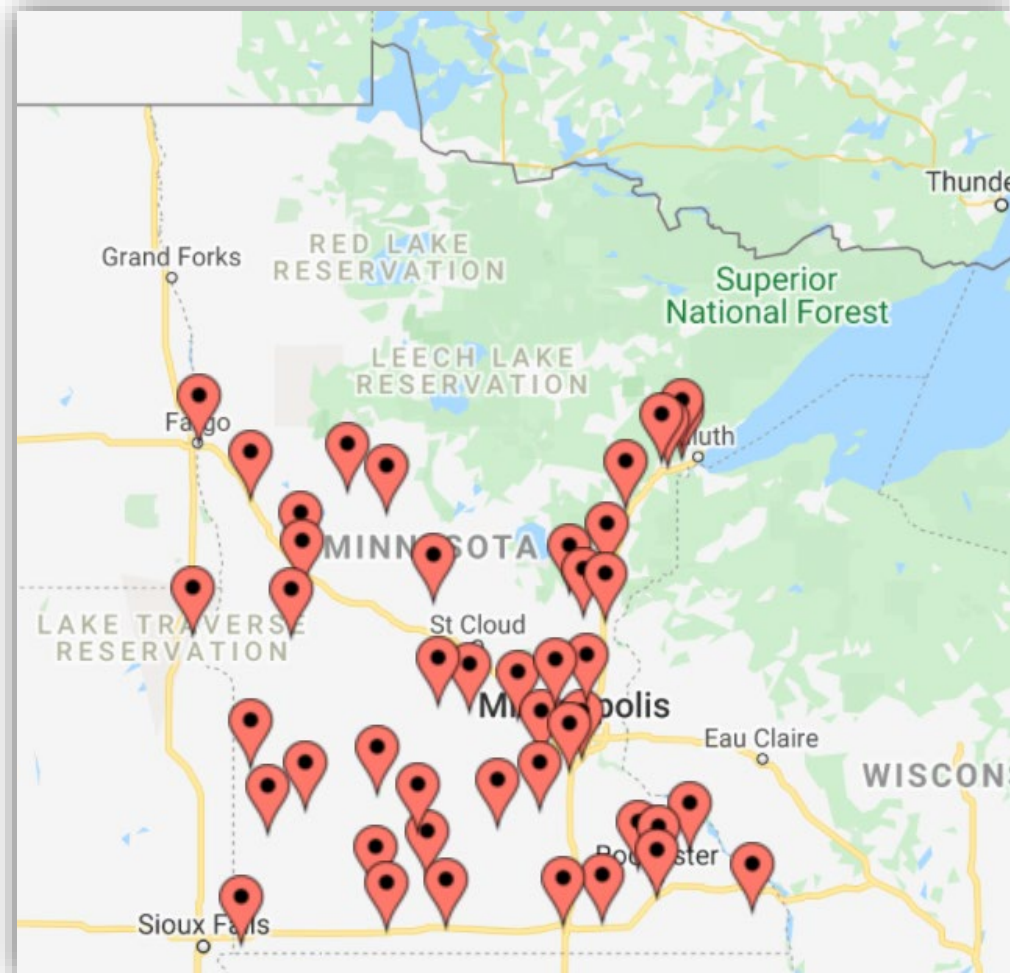 Thunde
Grand Forks
RED LAKE
RESERVATION
Superior
National Forest
LEECH LAKE
RESERVATION
Fargo
luth
MINNESOTA
St Cloud
LAKE TRAVERSE
RESERVATION
Minneapolis
Eau Claire
WISCONS
Rochester
Sioux Falls